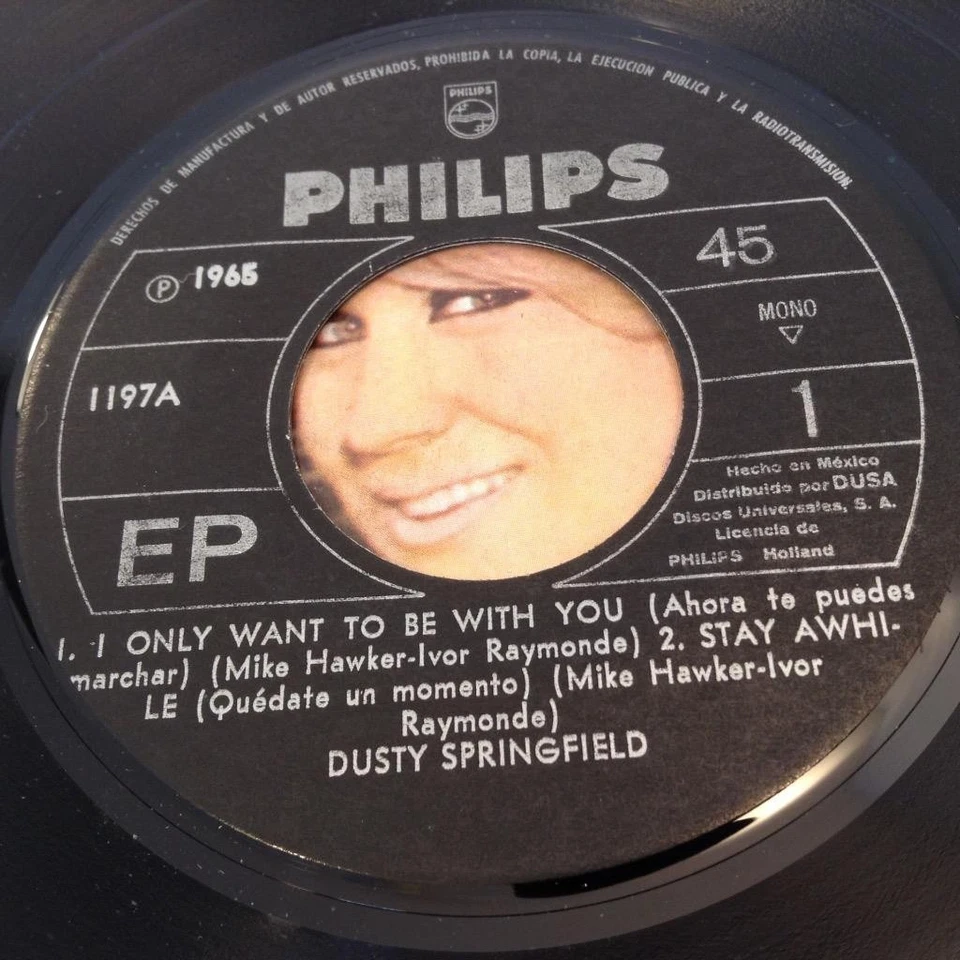 DERECHOS DE MANUFACTURA Y DE AUTOR RESERVADOS. PROHIBIDA LA COPIA, LA EJECUCION PUBLICA Y LA RADIOTRANSMISION.
PHILIPS
PHILIPS
℗ 1965
1197A
EP
45
MONO
1
Hecho en México
Distribuido por DUSA
Discos Universales, S. A.
Licencia de
PHILIPS Holland
1. I ONLY WANT TO BE WITH YOU (Ahora te puedes
marchar) (Mike Hawker-Ivor Raymonde) 2. STAY AWHI-
LE (Quédate un momento) (Mike Hawker-Ivor
Raymonde)
DUSTY SPRINGFIELD